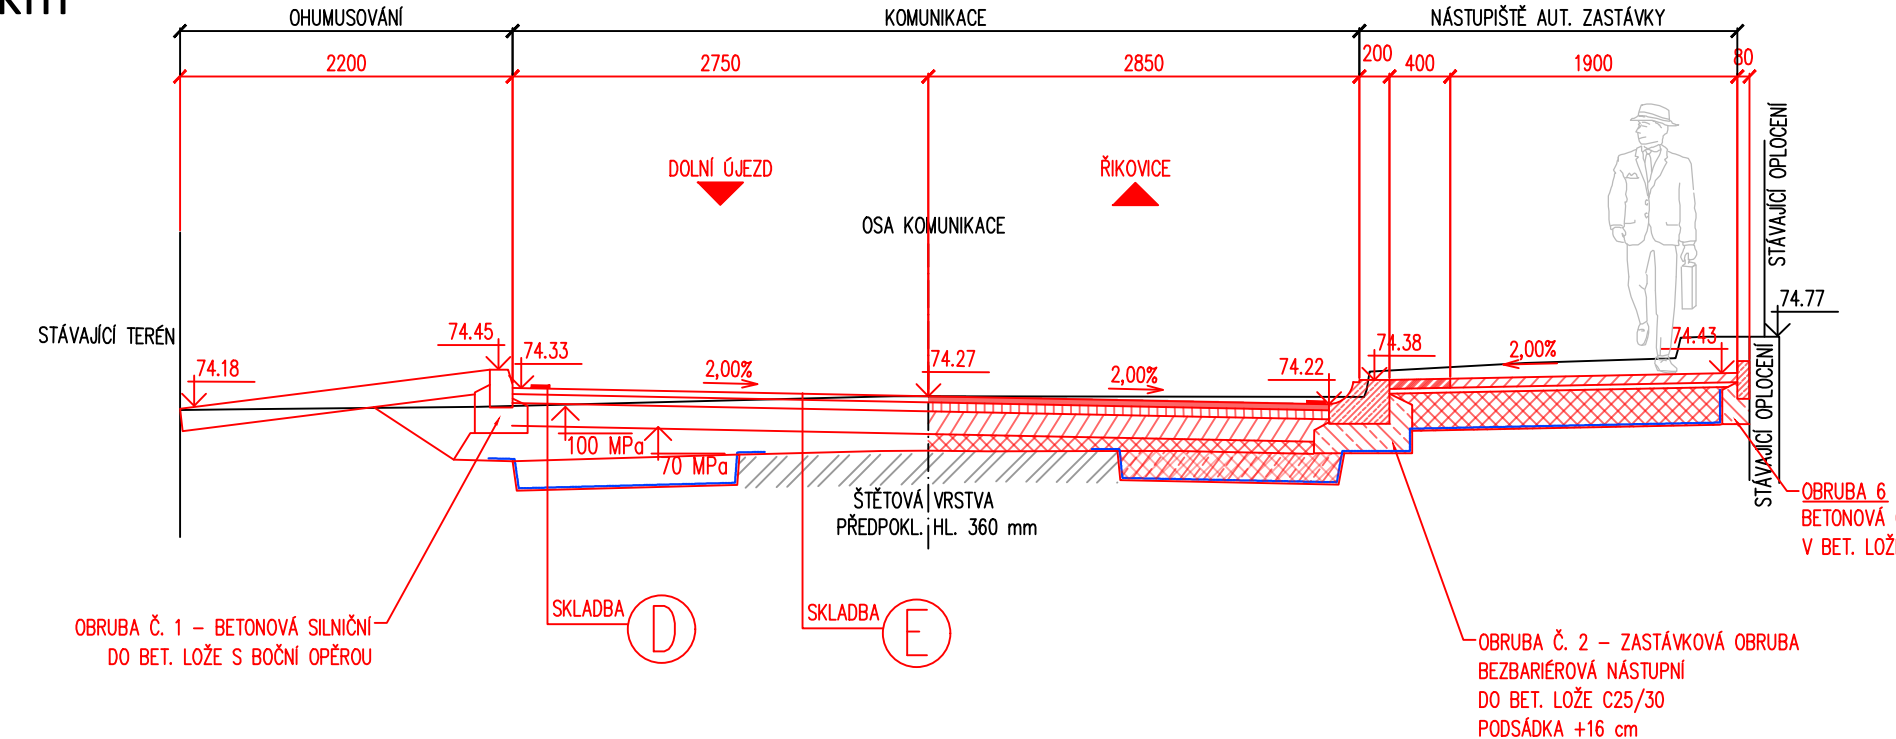 km
OHUMUSOVÁNÍ
KOMUNIKACE
NÁSTUPIŠTĚ AUT. ZASTÁVKY
2200
2750
2850
200
400
1900
80
DOLNÍ ÚJEZD
ŘIKOVICE
OSA KOMUNIKACE
STÁVAJÍCÍ OPLOCENÍ
STÁVAJÍCÍ TERÉN
74.18
74.45
74.33
2,00%
74.27
2,00%
74.22
74.38
2,00%
74.43
74.77
STÁVAJÍCÍ OPLOCENÍ
100 MPa
70 MPa
ŠTĚTOVÁ VRSTVA
PŘEDPOKL. HL. 360 mm
OBRUBA 6
BETONOVÁ
V BET. LOŽE
SKLADBA D
SKLADBA E
OBRUBA Č. 1 – BETONOVÁ SILNIČNÍ
DO BET. LOŽE S BOČNÍ OPĚROU
OBRUBA Č. 2 – ZASTÁVKOVÁ OBRUBA
BEZBARIÉROVÁ NÁSTUPNÍ
DO BET. LOŽE C25/30
PODSÁDKA +16 cm